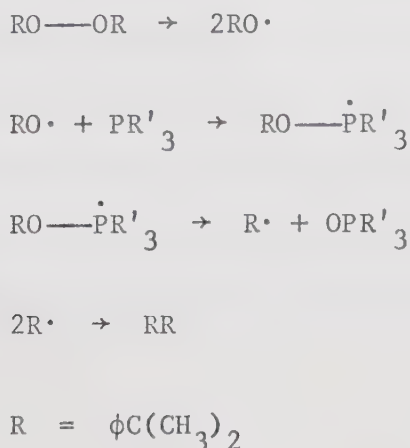 RO—OR → 2RO·
RO· + PR'₃ → RO—ṖR'₃
RO—ṖR'₃ → R· + OPR'₃
2R· → RR
R = φC(CH₃)₂